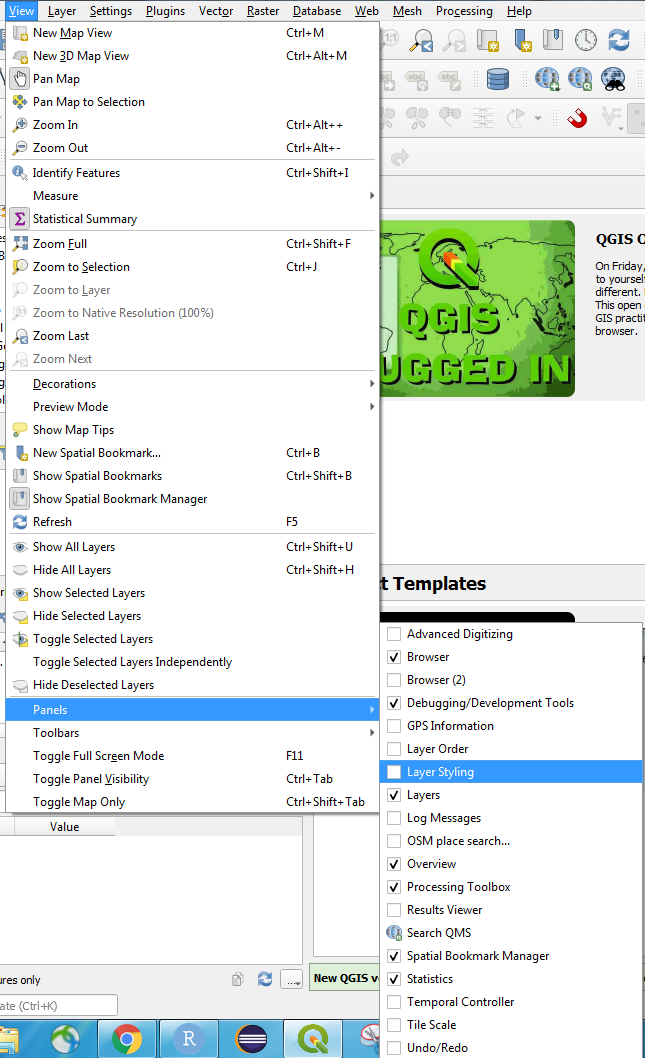 View Layer Settings Plugins Vector Raster Database Web Mesh Processing Help
New Map View Ctrl+M
New 3D Map View Ctrl+Alt+M
Pan Map
Pan Map to Selection
Zoom In Ctrl+Alt++
Zoom Out Ctrl+Alt+-
Identify Features Ctrl+Shift+I
Measure
Statistical Summary
Zoom Full Ctrl+Shift+F
Zoom to Selection Ctrl+J
Zoom to Layer
Zoom to Native Resolution (100%)
Zoom Last
Zoom Next
Decorations
Preview Mode
Show Map Tips
New Spatial Bookmark... Ctrl+B
Show Spatial Bookmarks Ctrl+Shift+B
Show Spatial Bookmark Manager
Refresh F5
Show All Layers Ctrl+Shift+U
Hide All Layers Ctrl+Shift+H
Show Selected Layers
Hide Selected Layers
Toggle Selected Layers
Toggle Selected Layers Independently
Hide Deselected Layers
Panels
Toolbars
Toggle Full Screen Mode F11
Toggle Panel Visibility Ctrl+Tab
Toggle Map Only Ctrl+Shift+Tab
QGIS
UGGED IN
QGIS O
On Friday,
to yourself
different.
This open
GIS practit
browser.
ct Templates
Advanced Digitizing
Browser
Browser (2)
Debugging/Development Tools
GPS Information
Layer Order
Layer Styling
Layers
Log Messages
OSM place search...
Overview
Processing Toolbox
Results Viewer
Search QMS
Spatial Bookmark Manager
Statistics
Temporal Controller
Tile Scale
Undo/Redo
Value
ures only
ate (Ctrl+K)
New QGIS ve
R